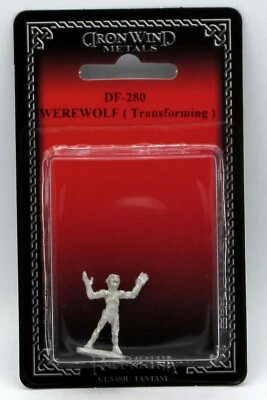 IRON WIND
METALS
DF-280
WEREWOLF ( Transforming )
CLASSIC FANTASY